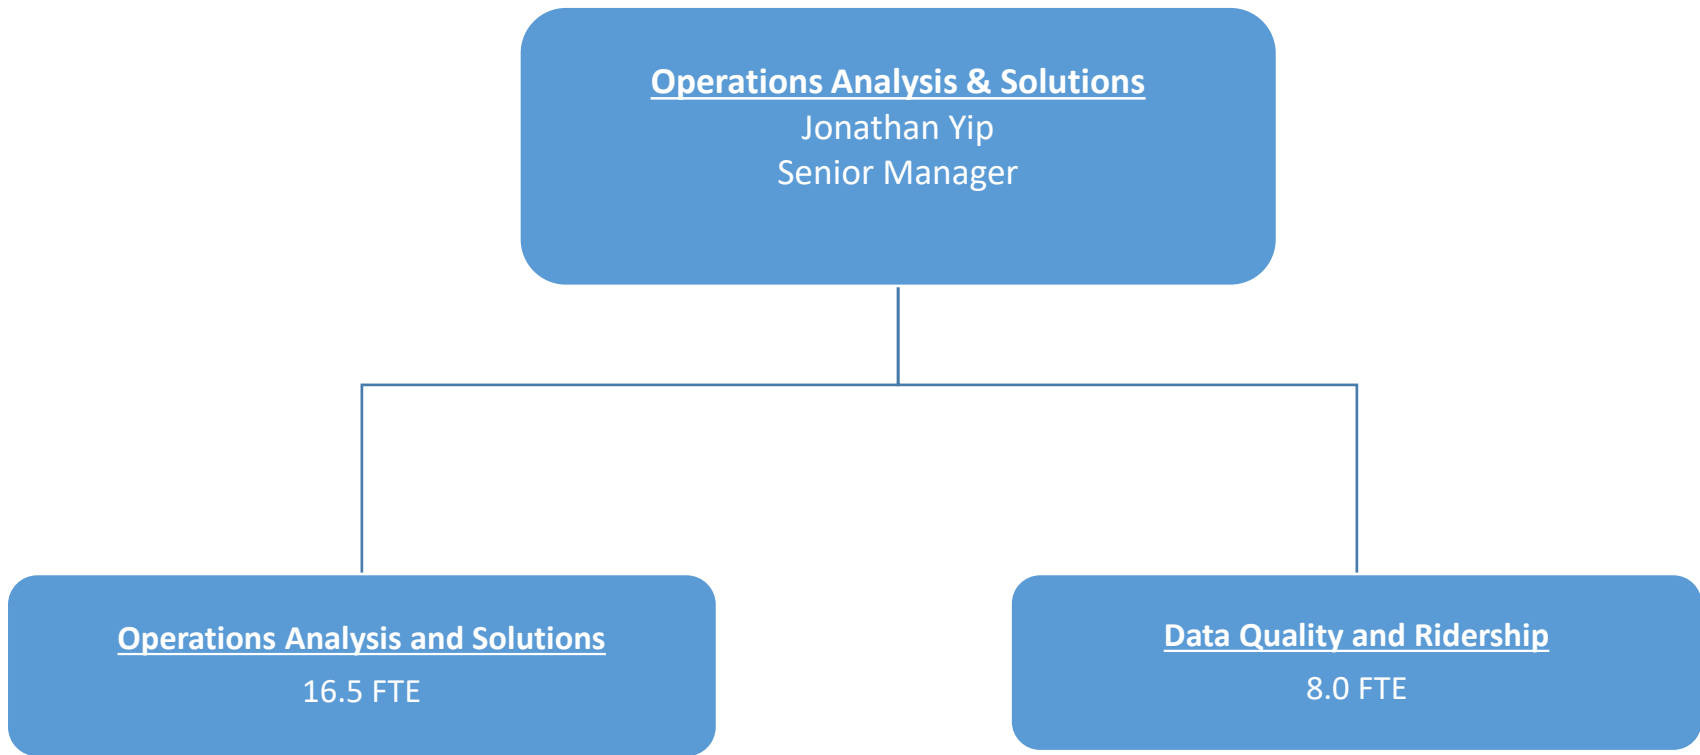 Operations Analysis & Solutions
Jonathan Yip
Senior Manager
Operations Analysis and Solutions
16.5 FTE
Data Quality and Ridership
8.0 FTE